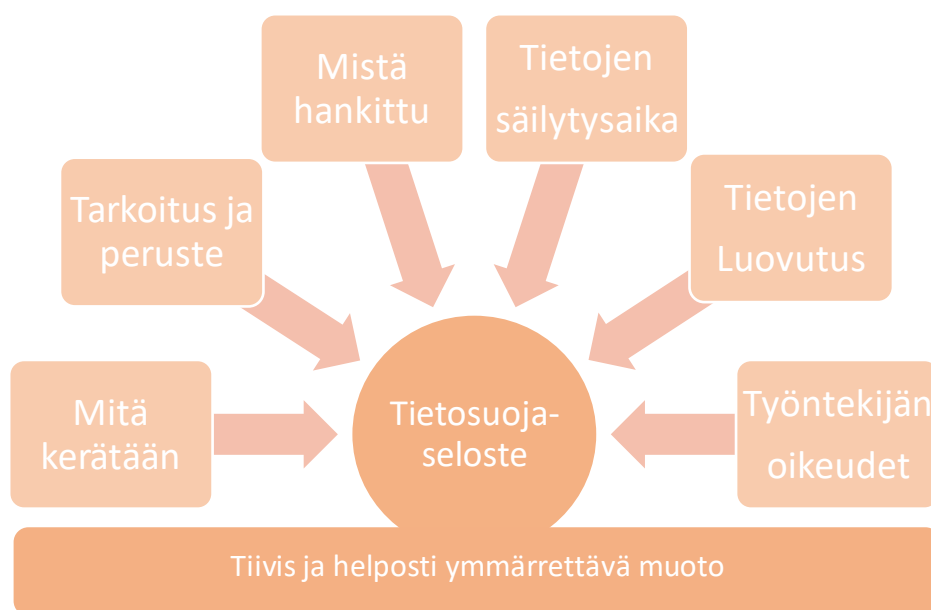 Mistä
hankittu
Tietojen
säilytysaika
Tarkoitus ja
peruste
Tietojen
Luovutus
Mitä
kerätään
Tietosuoja-
seloste
Työntekijän
oikeudet
Tiivis ja helposti ymmärrettävä muoto